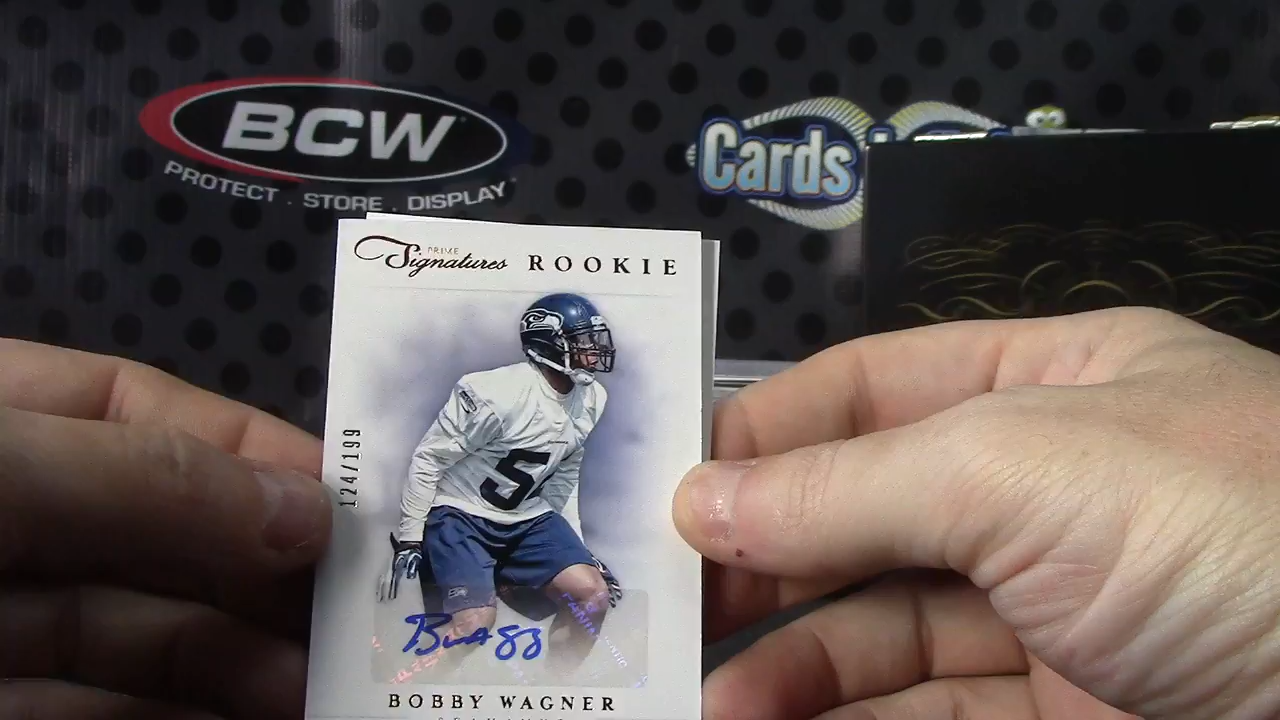 BCW
PROTECT . STORE . DISPLAY
Cards
PRIME
Signatures ROOKIE
124/199
BOBBY WAGNER